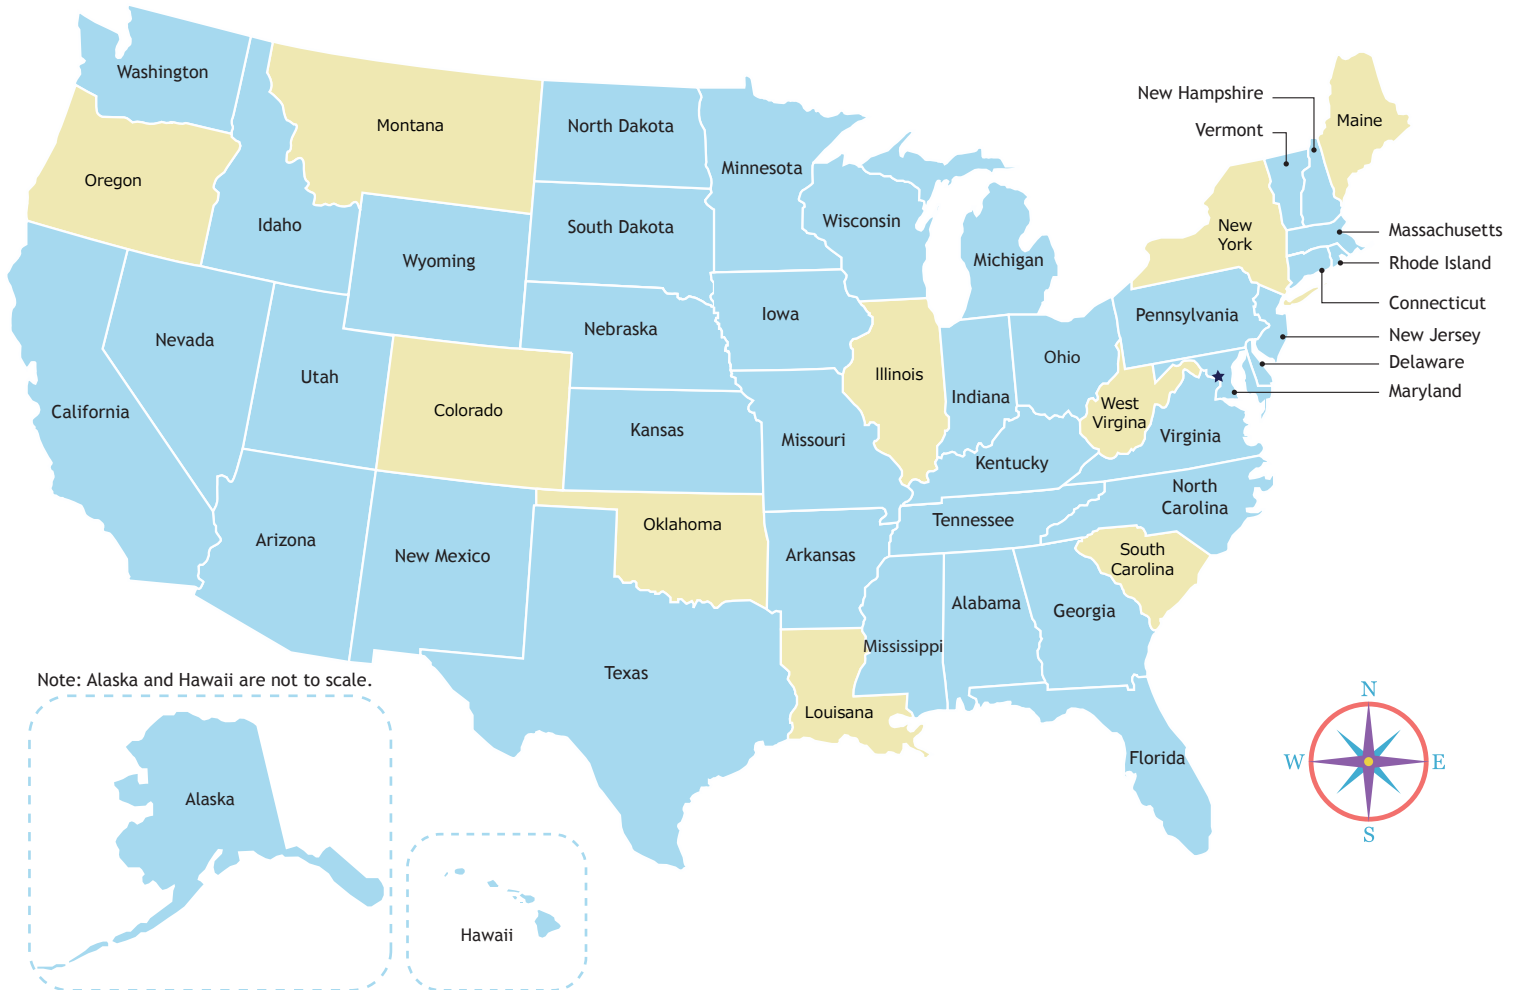 Washington
Montana
North Dakota
Minnesota
New Hampshire
Vermont
Maine
Oregon
Idaho
Wyoming
South Dakota
Wisconsin
Michigan
New
York
Massachusetts
Rhode Island
Connecticut
New Jersey
Delaware
Maryland
Nevada
Utah
Nebraska
Iowa
Illinois
Indiana
Ohio
Pennsylvania
California
Colorado
Kansas
Missouri
Kentucky
West
Virgina
Virginia
Arizona
New Mexico
Oklahoma
Arkansas
Tennessee
North
Carolina
South
Carolina
Texas
Louisana
Mississippi
Alabama
Georgia
Florida
Note: Alaska and Hawaii are not to scale.
Alaska
Hawaii
N
W
E
S